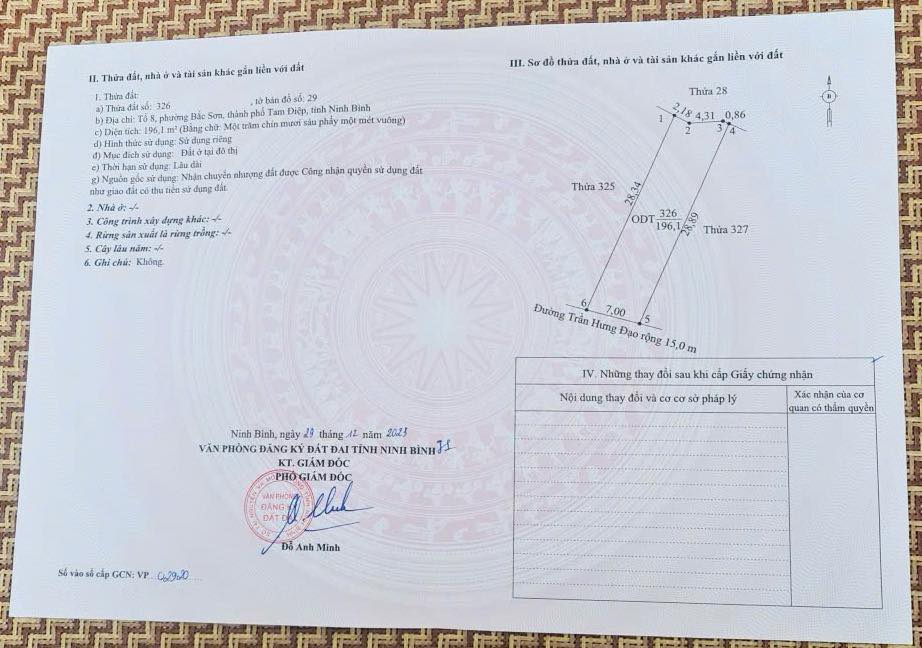 II. Thửa đất, nhà ở và tài sản khác gắn liền với đất
1. Thửa đất:
a) Thửa đất số: 326 , tờ bản đồ số: 29
b) Địa chỉ: Tổ 8, phường Bắc Sơn, thành phố Tam Điệp, tỉnh Ninh Bình
c) Diện tích: 196,1 m² (Bằng chữ: Một trăm chín mươi sáu phẩy một mét vuông)
d) Hình thức sử dụng: Sử dụng riêng
đ) Mục đích sử dụng: Đất ở tại đô thị
e) Thời hạn sử dụng: Lâu dài
g) Nguồn gốc sử dụng: Nhận chuyển nhượng đất được Công nhận quyền sử dụng đất
như giao đất có thu tiền sử dụng đất.
2. Nhà ở: -/-
3. Công trình xây dựng khác: -/-
4. Rừng sản xuất là rừng trồng: -/-
5. Cây lâu năm: -/-
6. Ghi chú: Không.
Ninh Bình, ngày 29 tháng 12 năm 2023
VĂN PHÒNG ĐĂNG KÝ ĐẤT ĐAI TỈNH NINH BÌNH
KT. GIÁM ĐỐC
PHÓ GIÁM ĐỐC
VĂN PHÒNG
ĐĂNG KÝ
ĐẤT ĐAI
Đỗ Anh Minh
Số vào sổ cấp GCN: VP 062920
III. Sơ đồ thửa đất, nhà ở và tài sản khác gắn liền với đất
B
Thửa 28
2,18 4,31 0,86
1 2 3 4
Thửa 325
28,34
ODT 326
196,1
28,89
Thửa 327
6 7,00 5
Đường Trần Hưng Đạo rộng 15,0 m
IV. Những thay đổi sau khi cấp Giấy chứng nhận
Nội dung thay đổi và cơ cơ sở pháp lý
Xác nhận của cơ
quan có thẩm quyền